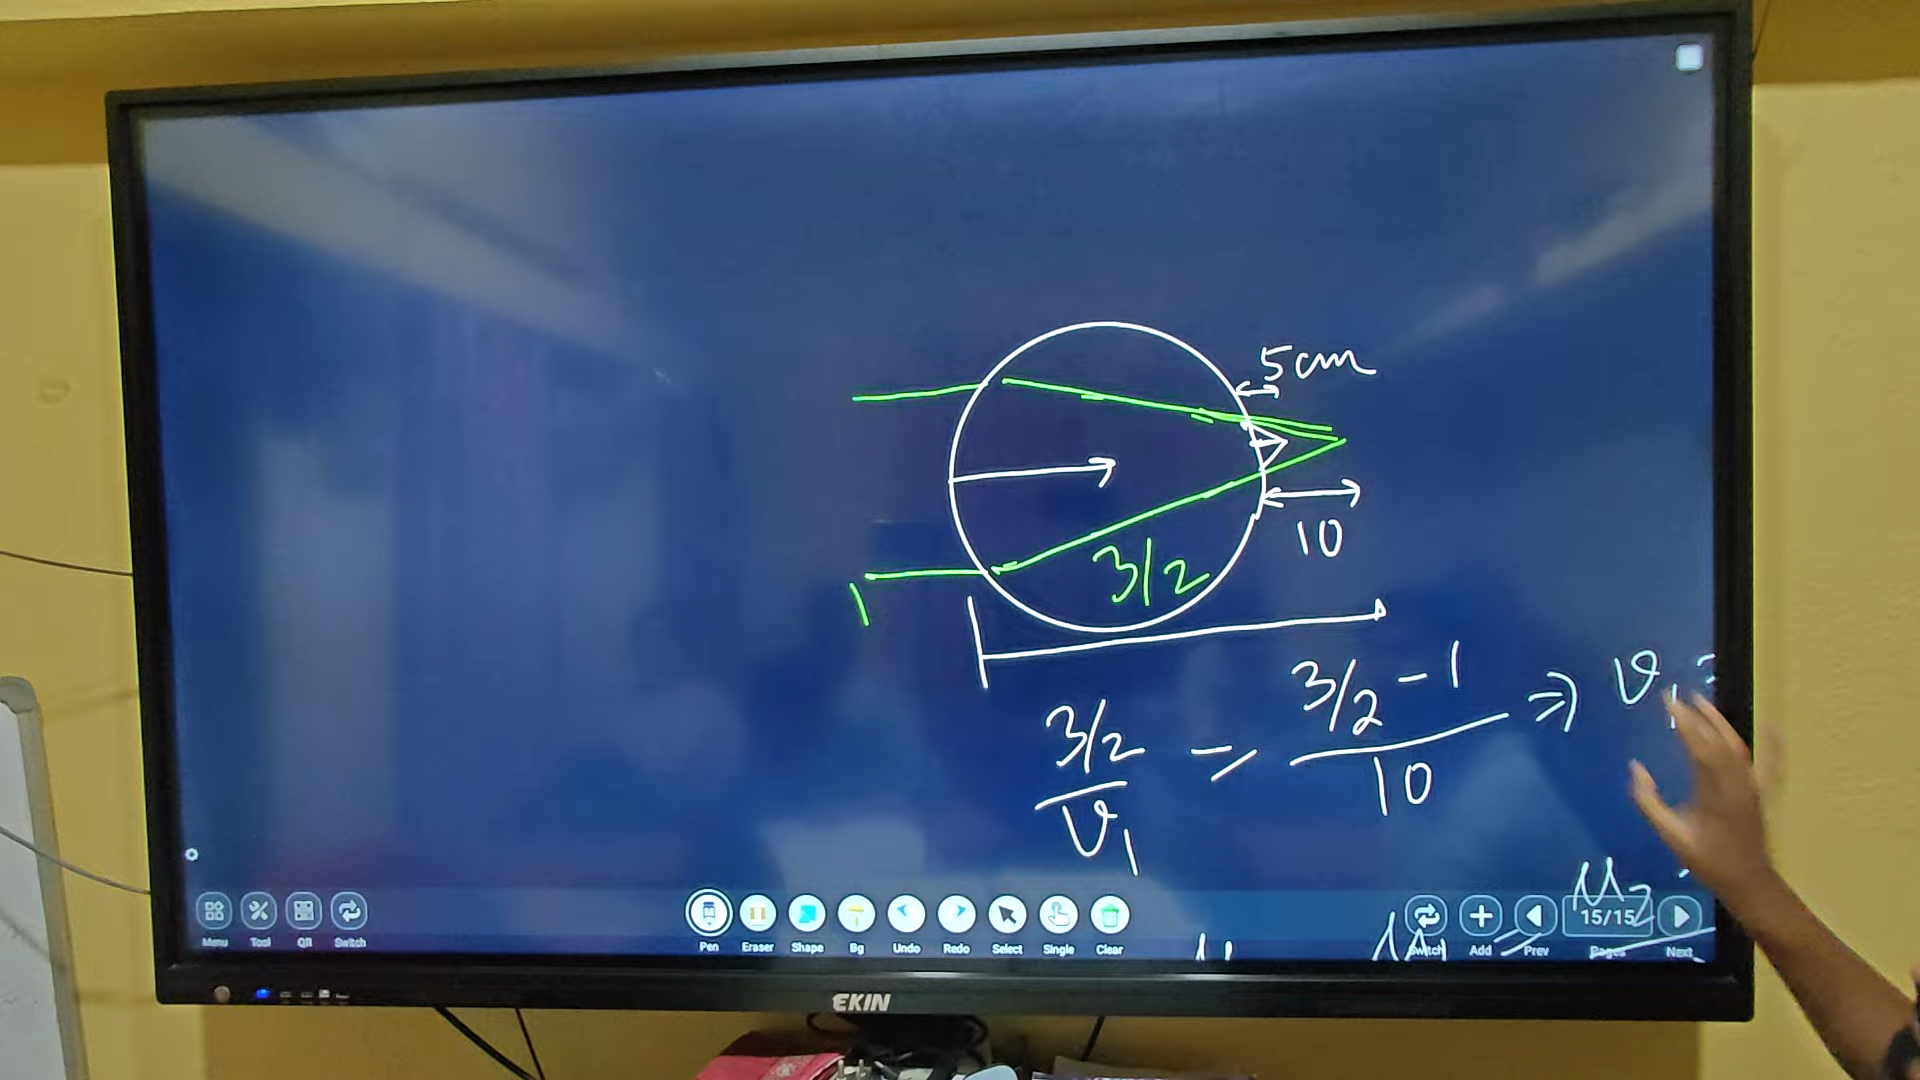 5cm
10
3/2
3/2 / v₁ = 3/2 - 1 / 10 ⇒ v₁ =
μ₂ -
Menu Tool QR Switch
Pen Eraser Shape Bg Undo Redo Select Single Clear
Switch Add Prev 15/15 Pages Next
EKIN